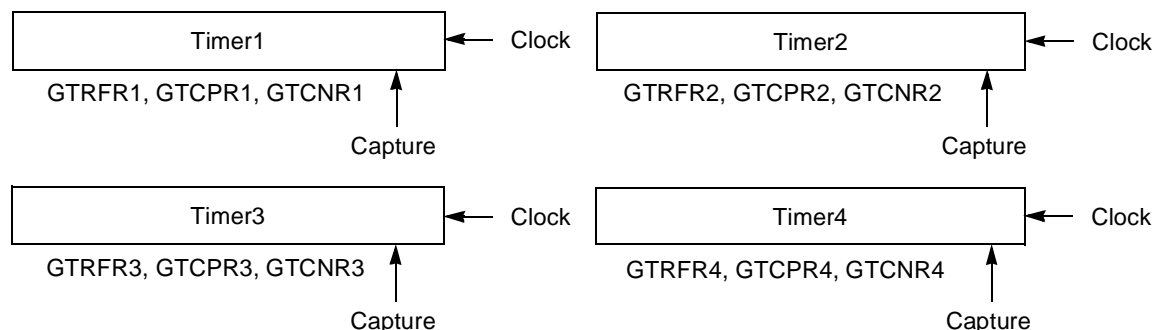 Timer1
Clock
GTRFR1, GTCPR1, GTCNR1
Capture
Timer2
Clock
GTRFR2, GTCPR2, GTCNR2
Capture
Timer3
Clock
GTRFR3, GTCPR3, GTCNR3
Capture
Timer4
Clock
GTRFR4, GTCPR4, GTCNR4
Capture